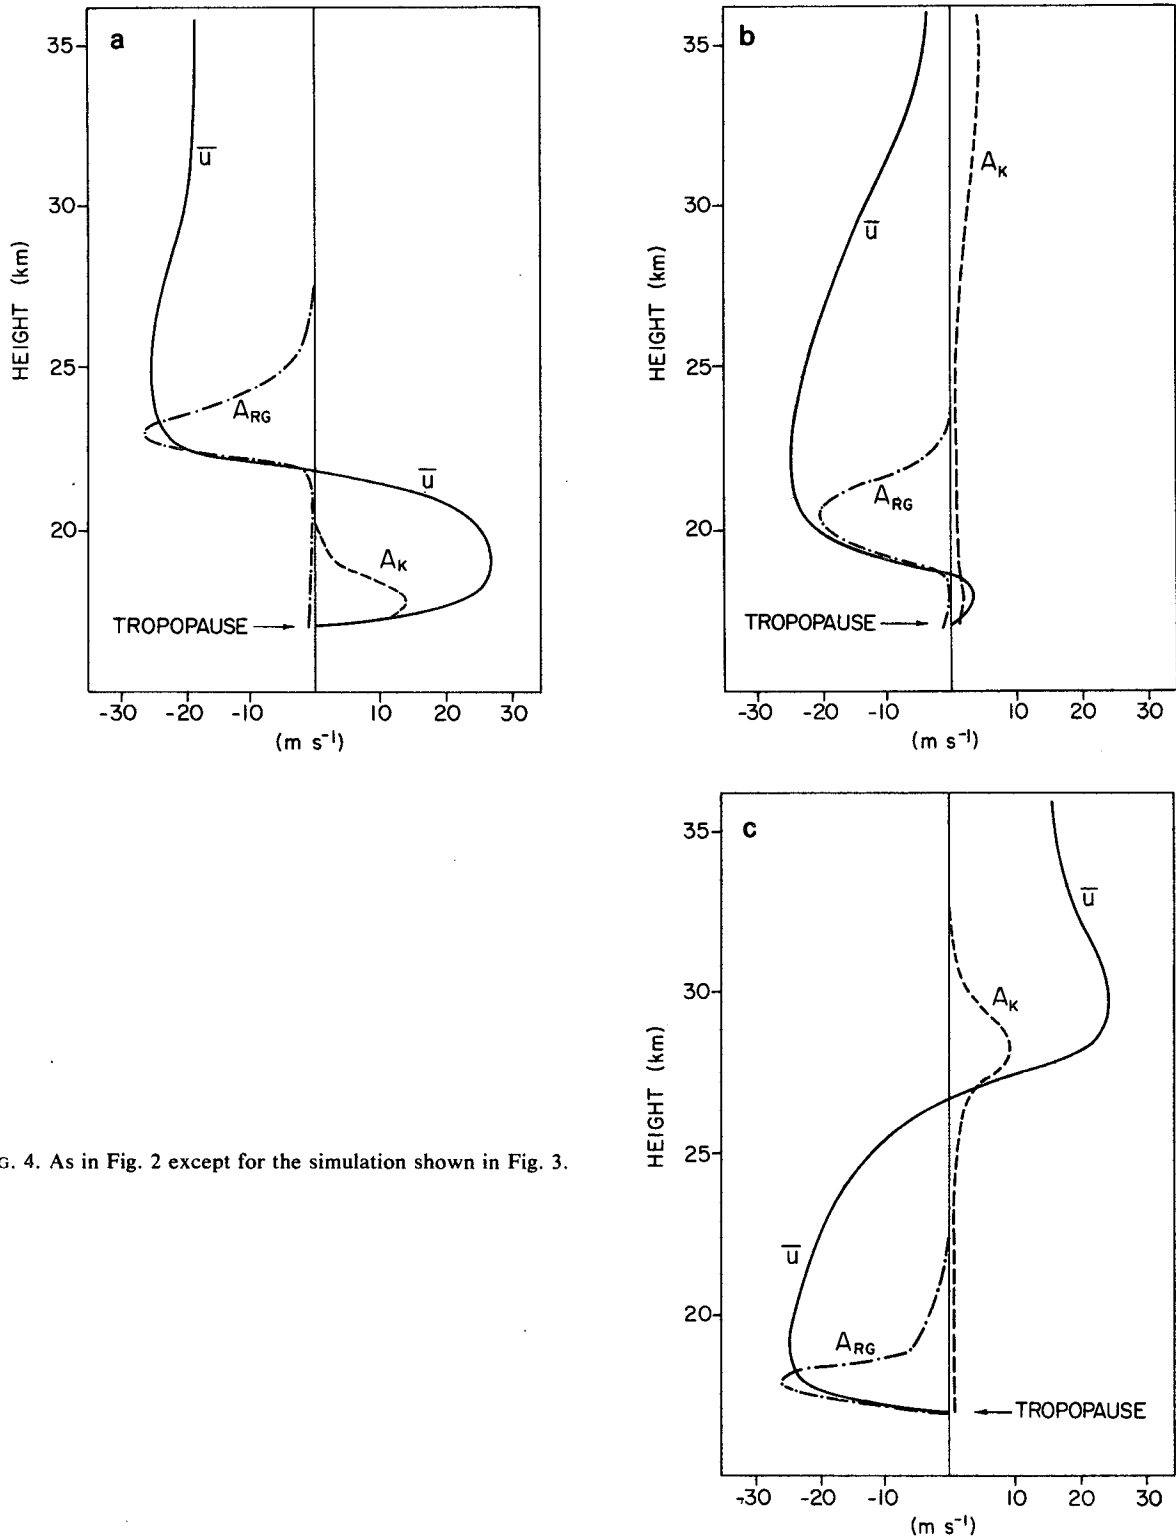 a
35
30
25
20
HEIGHT (km)
u̅
A_RG
u̅
A_K
TROPOPAUSE
-30 -20 -10 10 20 30
(m s⁻¹)
b
35
30
25
20
HEIGHT (km)
A_K
u̅
A_RG
TROPOPAUSE
-30 -20 -10 10 20 30
(m s⁻¹)
c
35
30
25
20
HEIGHT (km)
u̅
A_K
u̅
A_RG
TROPOPAUSE
-30 -20 -10 10 20 30
(m s⁻¹)
G. 4. As in Fig. 2 except for the simulation shown in Fig. 3.